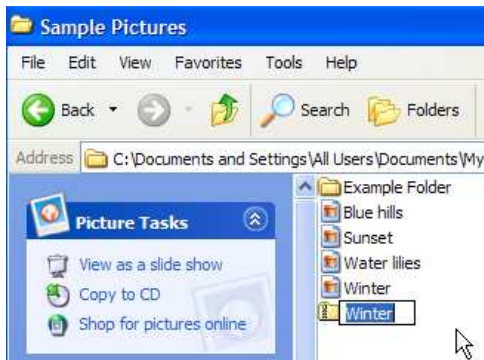 Sample Pictures
File Edit View Favorites Tools Help
Back Search Folders
Address C:\Documents and Settings\All Users\Documents\My
Picture Tasks
View as a slide show
Copy to CD
Shop for pictures online
Example Folder
Blue hills
Sunset
Water lilies
Winter
Winter